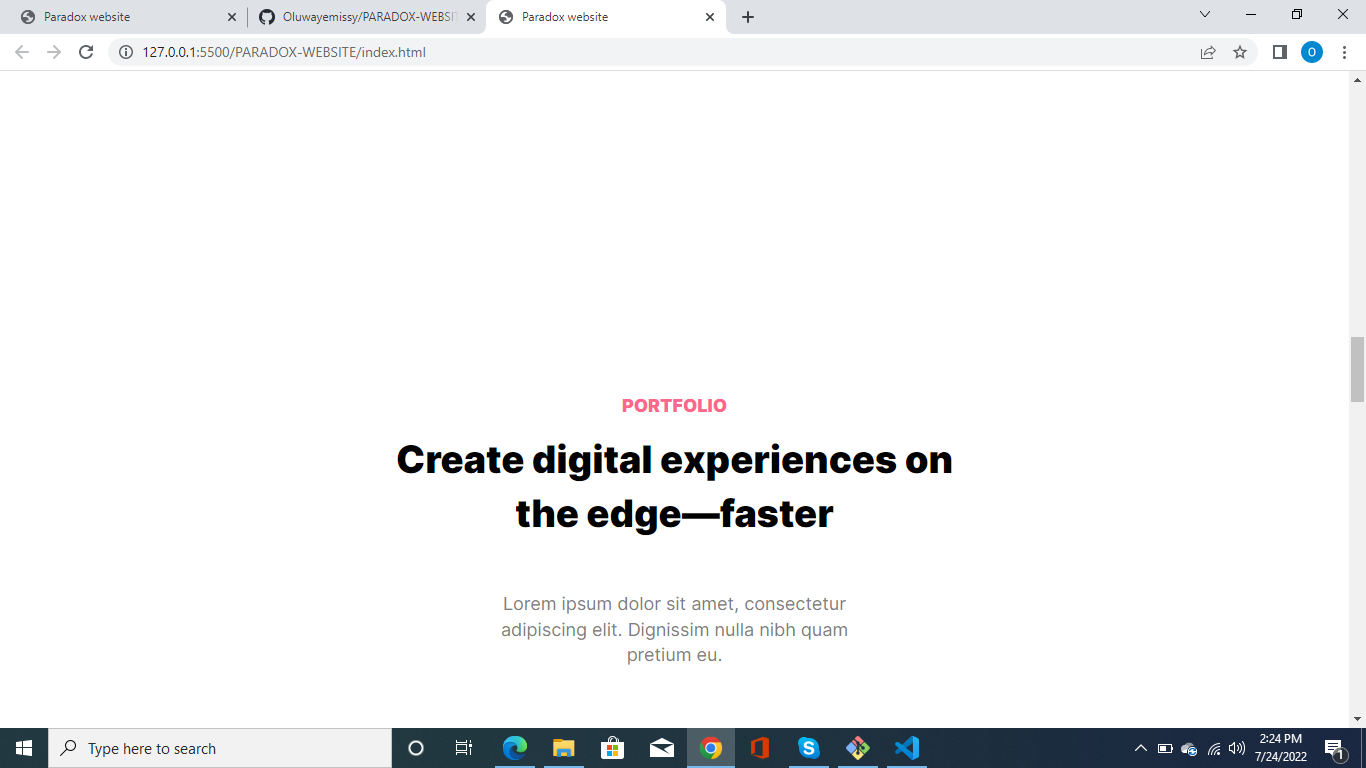 Paradox website
Oluwayemissy/PARADOX-WEBSIT
Paradox website
127.0.0.1:5500/PARADOX-WEBSITE/index.html
O
PORTFOLIO
Create digital experiences on
the edge—faster
Lorem ipsum dolor sit amet, consectetur
adipiscing elit. Dignissim nulla nibh quam
pretium eu.
Type here to search
2:24 PM
7/24/2022
1